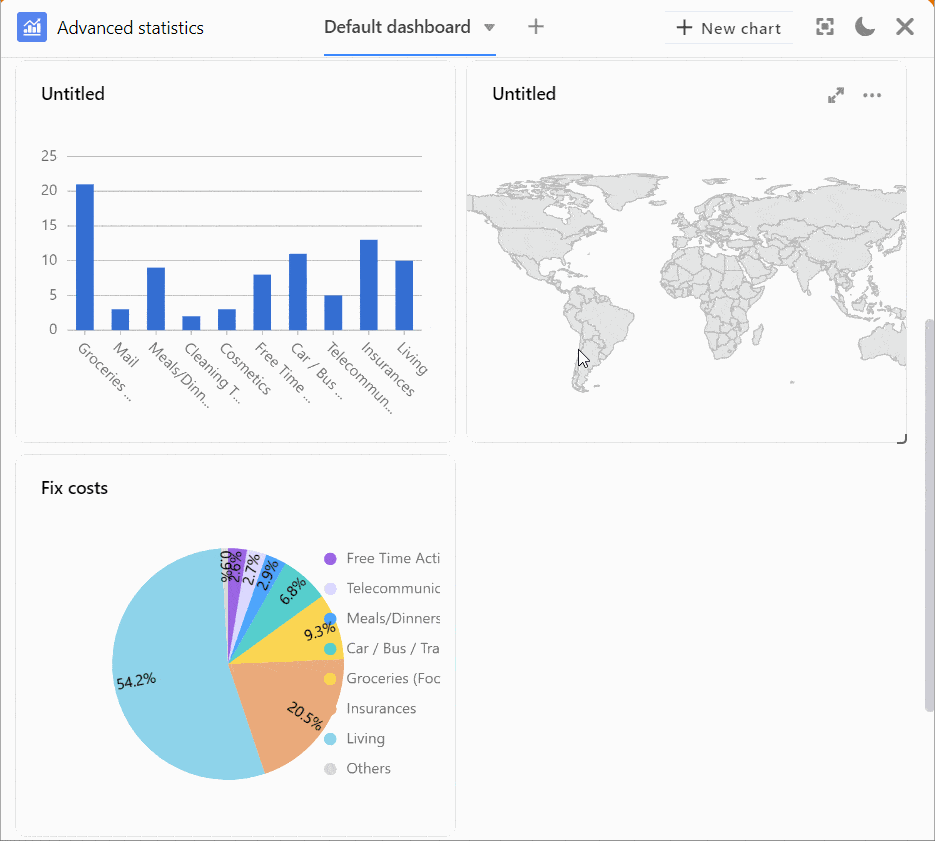 Advanced statistics
Default dashboard
New chart
Untitled
25
20
15
10
5
0
Groceries ...
Mail
Meals/Dinn...
Cleaning T...
Cosmetics
Free Time ...
Car / Bus ...
Telecommun...
Insurances
Living
Untitled
Fix costs
0.9%
2.6%
2.7%
2.9%
6.8%
9.3%
20.5%
54.2%
Free Time Acti
Telecommunic
Meals/Dinners
Car / Bus / Tra
Groceries (Foc
Insurances
Living
Others